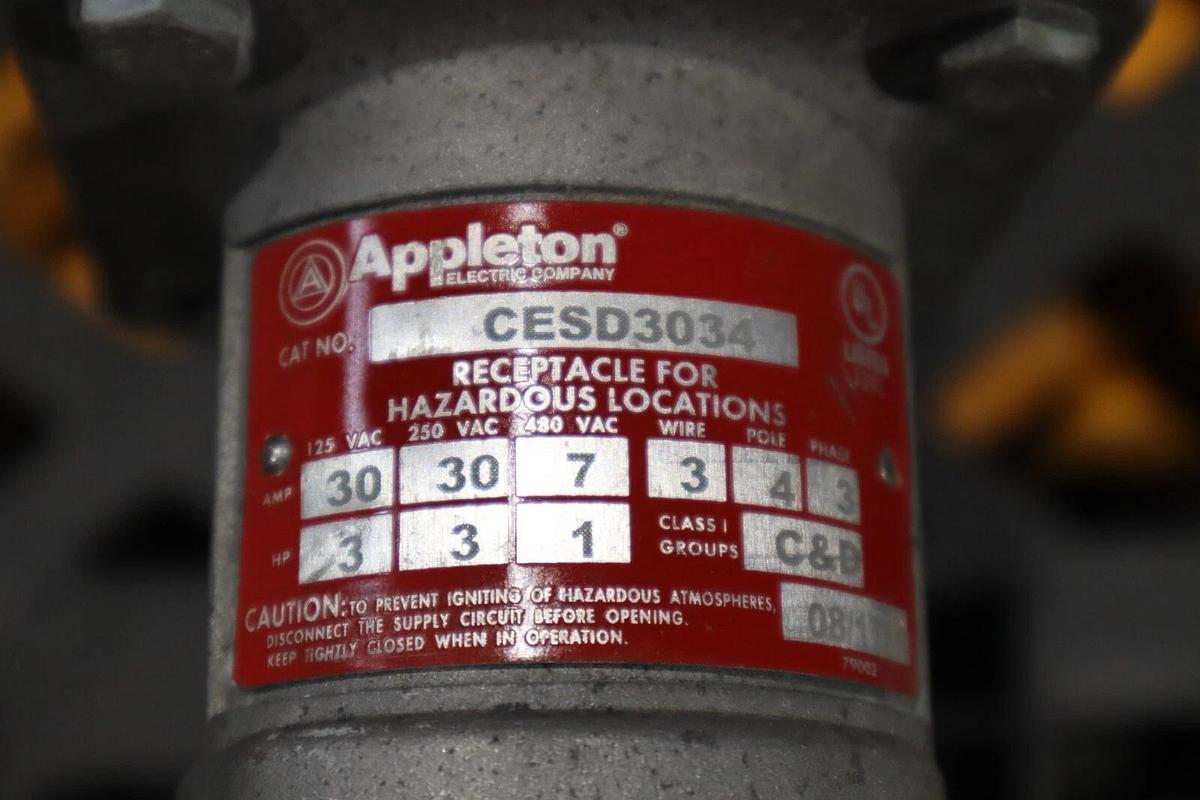 Appleton®
ELECTRIC COMPANY
CAT NO. CESD3034
RECEPTACLE FOR
HAZARDOUS LOCATIONS
125 VAC 250 VAC 480 VAC WIRE POLE PHASE
AMP 30 30 7 3 4 3
HP 3 3 1 CLASS I GROUPS C&D
CAUTION: TO PREVENT IGNITING OF HAZARDOUS ATMOSPHERES,
DISCONNECT THE SUPPLY CIRCUIT BEFORE OPENING.
KEEP TIGHTLY CLOSED WHEN IN OPERATION.
79002